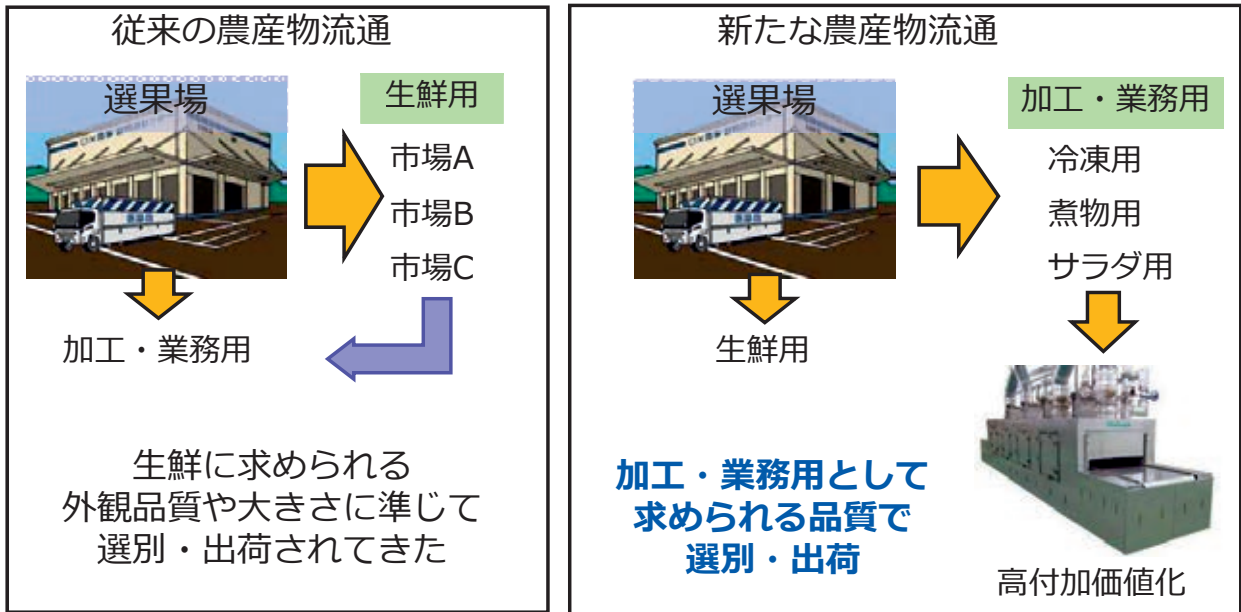 従来の農産物流通
選果場
生鮮用
市場A
市場B
市場C
加工・業務用
生鮮に求められる
外観品質や大きさに準じて
選別・出荷されてきた
新たな農産物流通
選果場
加工・業務用
冷凍用
煮物用
サラダ用
生鮮用
加工・業務用として
求められる品質で
選別・出荷
高付加価値化